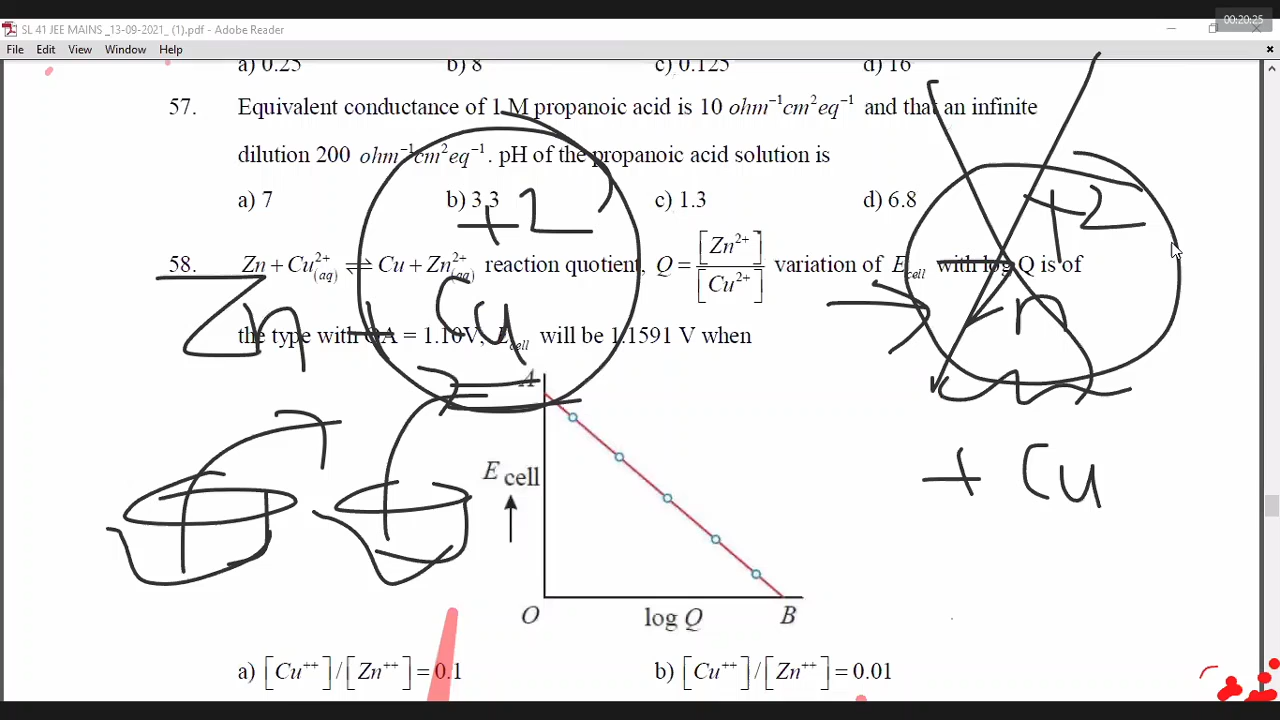 00:20:25
SL 41 JEE MAINS _13-09-2021_ (1).pdf - Adobe Reader
File Edit View Window Help
a) 0.25 b) 8 c) 0.125 d) 16
57. Equivalent conductance of 1 M propanoic acid is 10 ohm⁻¹cm²eq⁻¹ and that an infinite
dilution 200 ohm⁻¹cm²eq⁻¹. pH of the propanoic acid solution is
a) 7 b) 3.3 c) 1.3 d) 6.8
+2 +2
58. Zn + Cu²⁺(aq) ⇌ Cu + Zn²⁺(aq) reaction quotient, Q = [Zn²⁺]/[Cu²⁺] variation of E cell with log Q is of
Zn + Cu → Zn
the type with OA = 1.10V, E cell will be 1.1591 V when
+ Cu
A
E cell
O log Q B
a) [Cu⁺⁺]/[Zn⁺⁺] = 0.1 b) [Cu⁺⁺]/[Zn⁺⁺] = 0.01